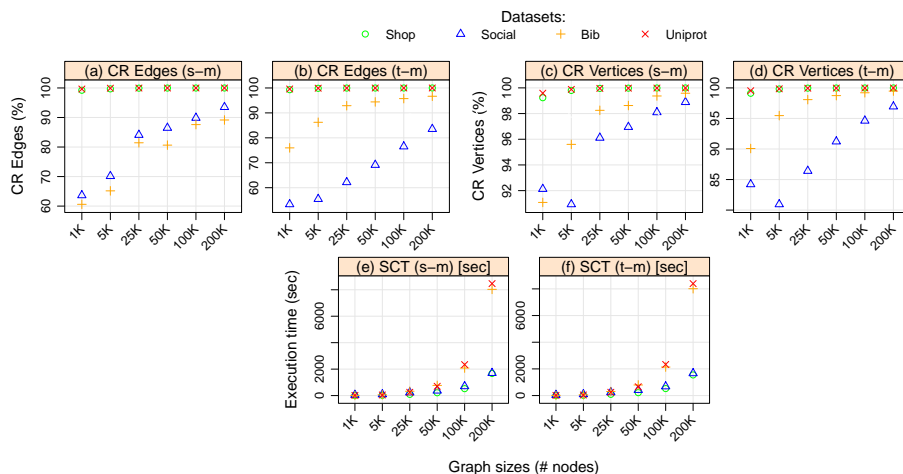 Datasets:
Shop Social Bib Uniprot
(a) CR Edges (s−m) (b) CR Edges (t−m) (c) CR Vertices (s−m) (d) CR Vertices (t−m)
CR Edges (%)
60 70 80 90 100
60 70 80 90 100
CR Vertices (%)
92 94 96 98 100
85 90 95 100
1K 5K 25K 50K 100K 200K
1K 5K 25K 50K 100K 200K
1K 5K 25K 50K 100K 200K
1K 5K 25K 50K 100K 200K
(e) SCT (s−m) [sec] (f) SCT (t−m) [sec]
Execution time (sec)
0 2000 6000
0 2000 6000
1K 5K 25K 50K 100K 200K
1K 5K 25K 50K 100K 200K
Graph sizes (# nodes)